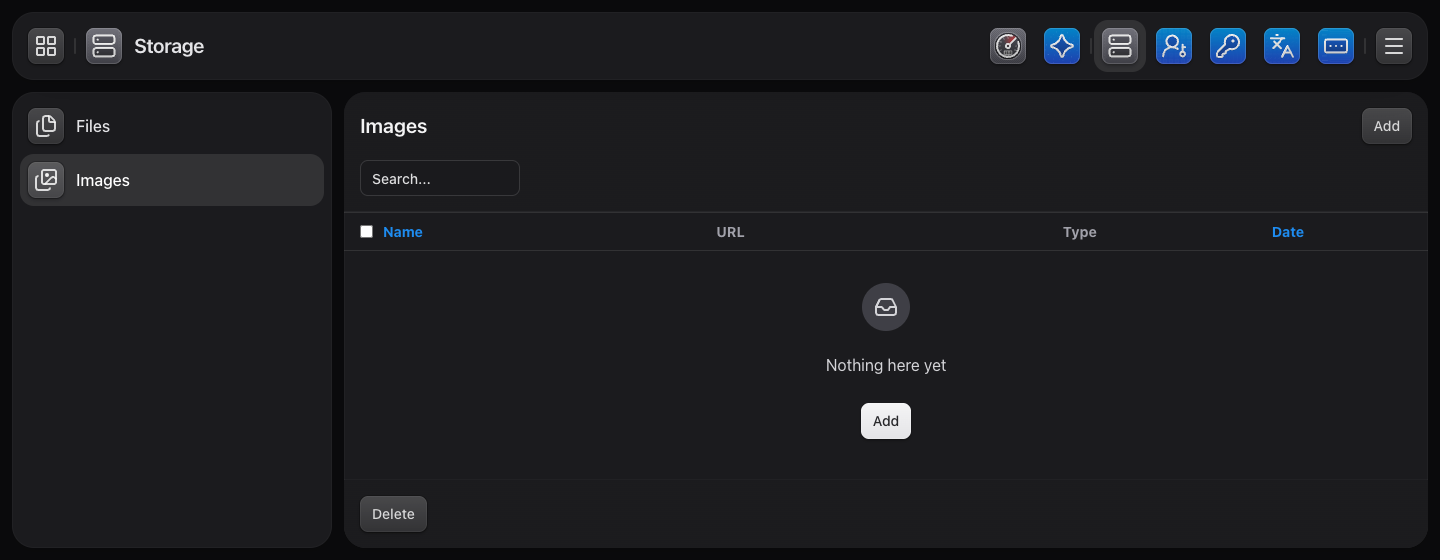 Storage
Files
Images
Images
Add
Search...
Name URL Type Date
Nothing here yet
Add
Delete